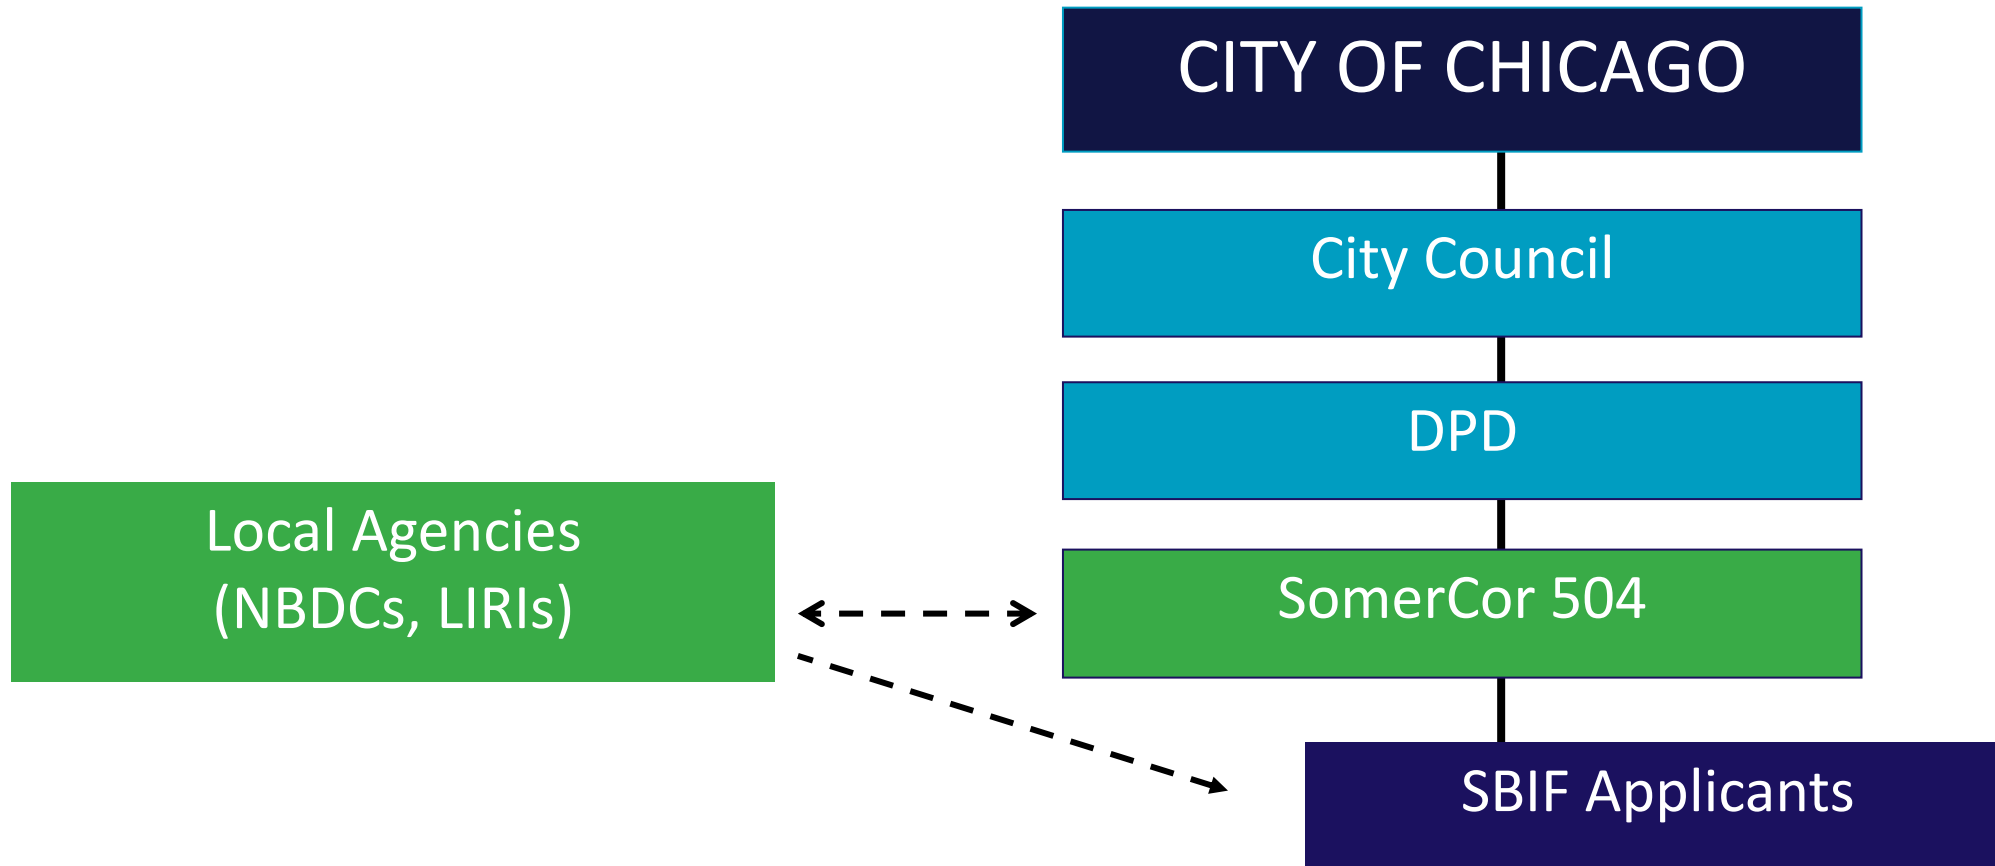 CITY OF CHICAGO
City Council
DPD
Local Agencies
(NBDCs, LIRIs)
SomerCor 504
SBIF Applicants